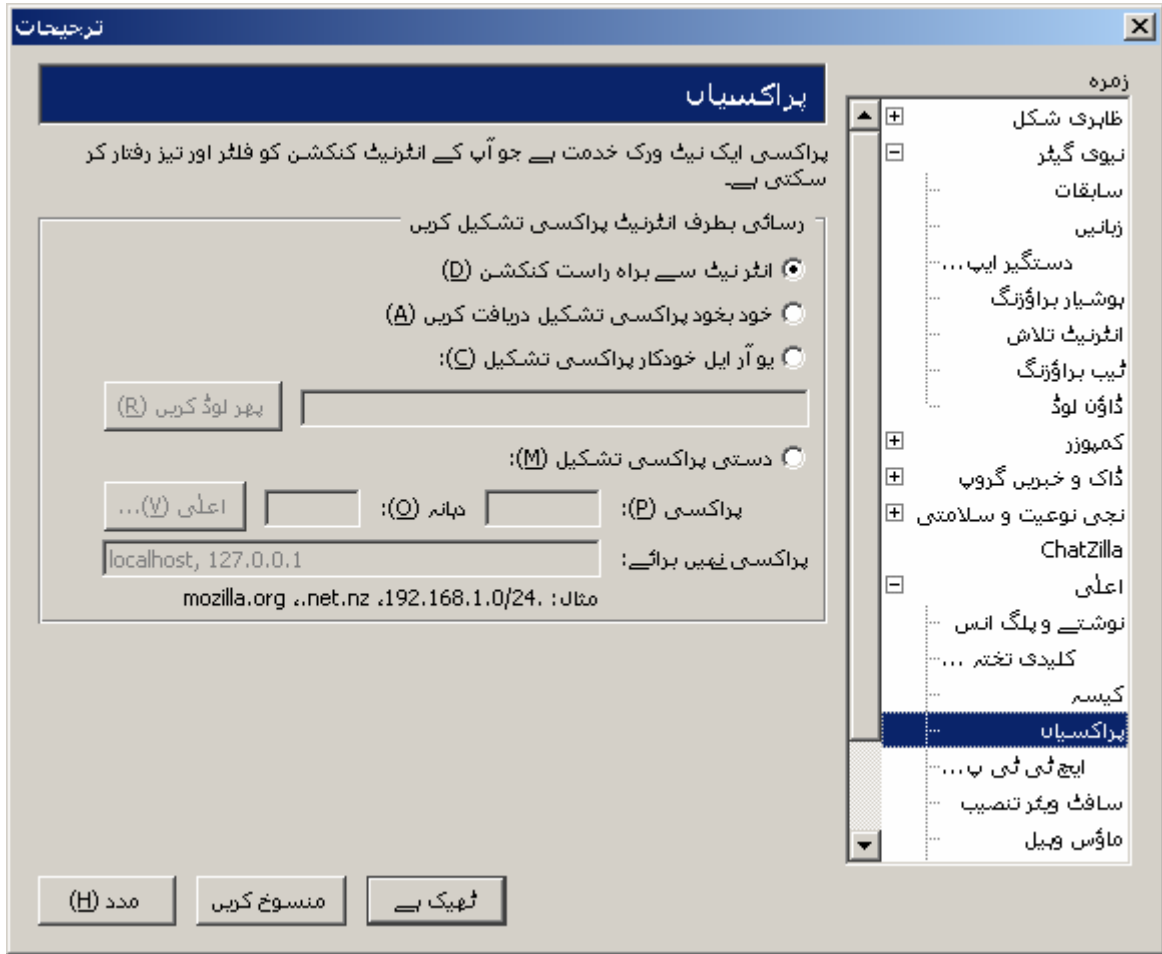 ترجیحات
زمرہ
ظاہری شکل
نیوی گیٹر
سابقات
زبانیں
دستگیر ایپ...
ہوشیار براؤزنگ
انٹرنیٹ تلاش
ٹیب براؤزنگ
ڈاؤن لوڈ
کمپوزر
ڈاک و خبریں گروپ
نجی نوعیت و سلامتی
ChatZilla
اعلٰی
نوشتے و پلگ انس
کلیدی تختہ ...
کیسہ
پراکسیاں
ایچ ٹی ٹی پ...
سافٹ ویئر تنصیب
ماؤس وہیل
پراکسیاں
پراکسی ایک نیٹ ورک خدمت ہے جو آپ کے انٹرنیٹ کنکشن کو فلٹر اور تیز رفتار کر
سکتی ہے۔
رسائی بطرف انٹرنیٹ پراکسی تشکیل کریں
انٹر نیٹ سے براہ راست کنکشن (D)
خود بخود پراکسی تشکیل دریافت کریں (A)
یو آر ایل خودکار پراکسی تشکیل (C):
پھر لوڈ کریں (R)
دستی پراکسی تشکیل (M):
پراکسی (P): دہانہ (O): اعلٰی (V)...
پراکسی نہیں برائے: localhost, 127.0.0.1
مثال: .mozilla.org ،.net.nz ،192.168.1.0/24
ٹھیک ہے
منسوخ کریں
مدد (H)